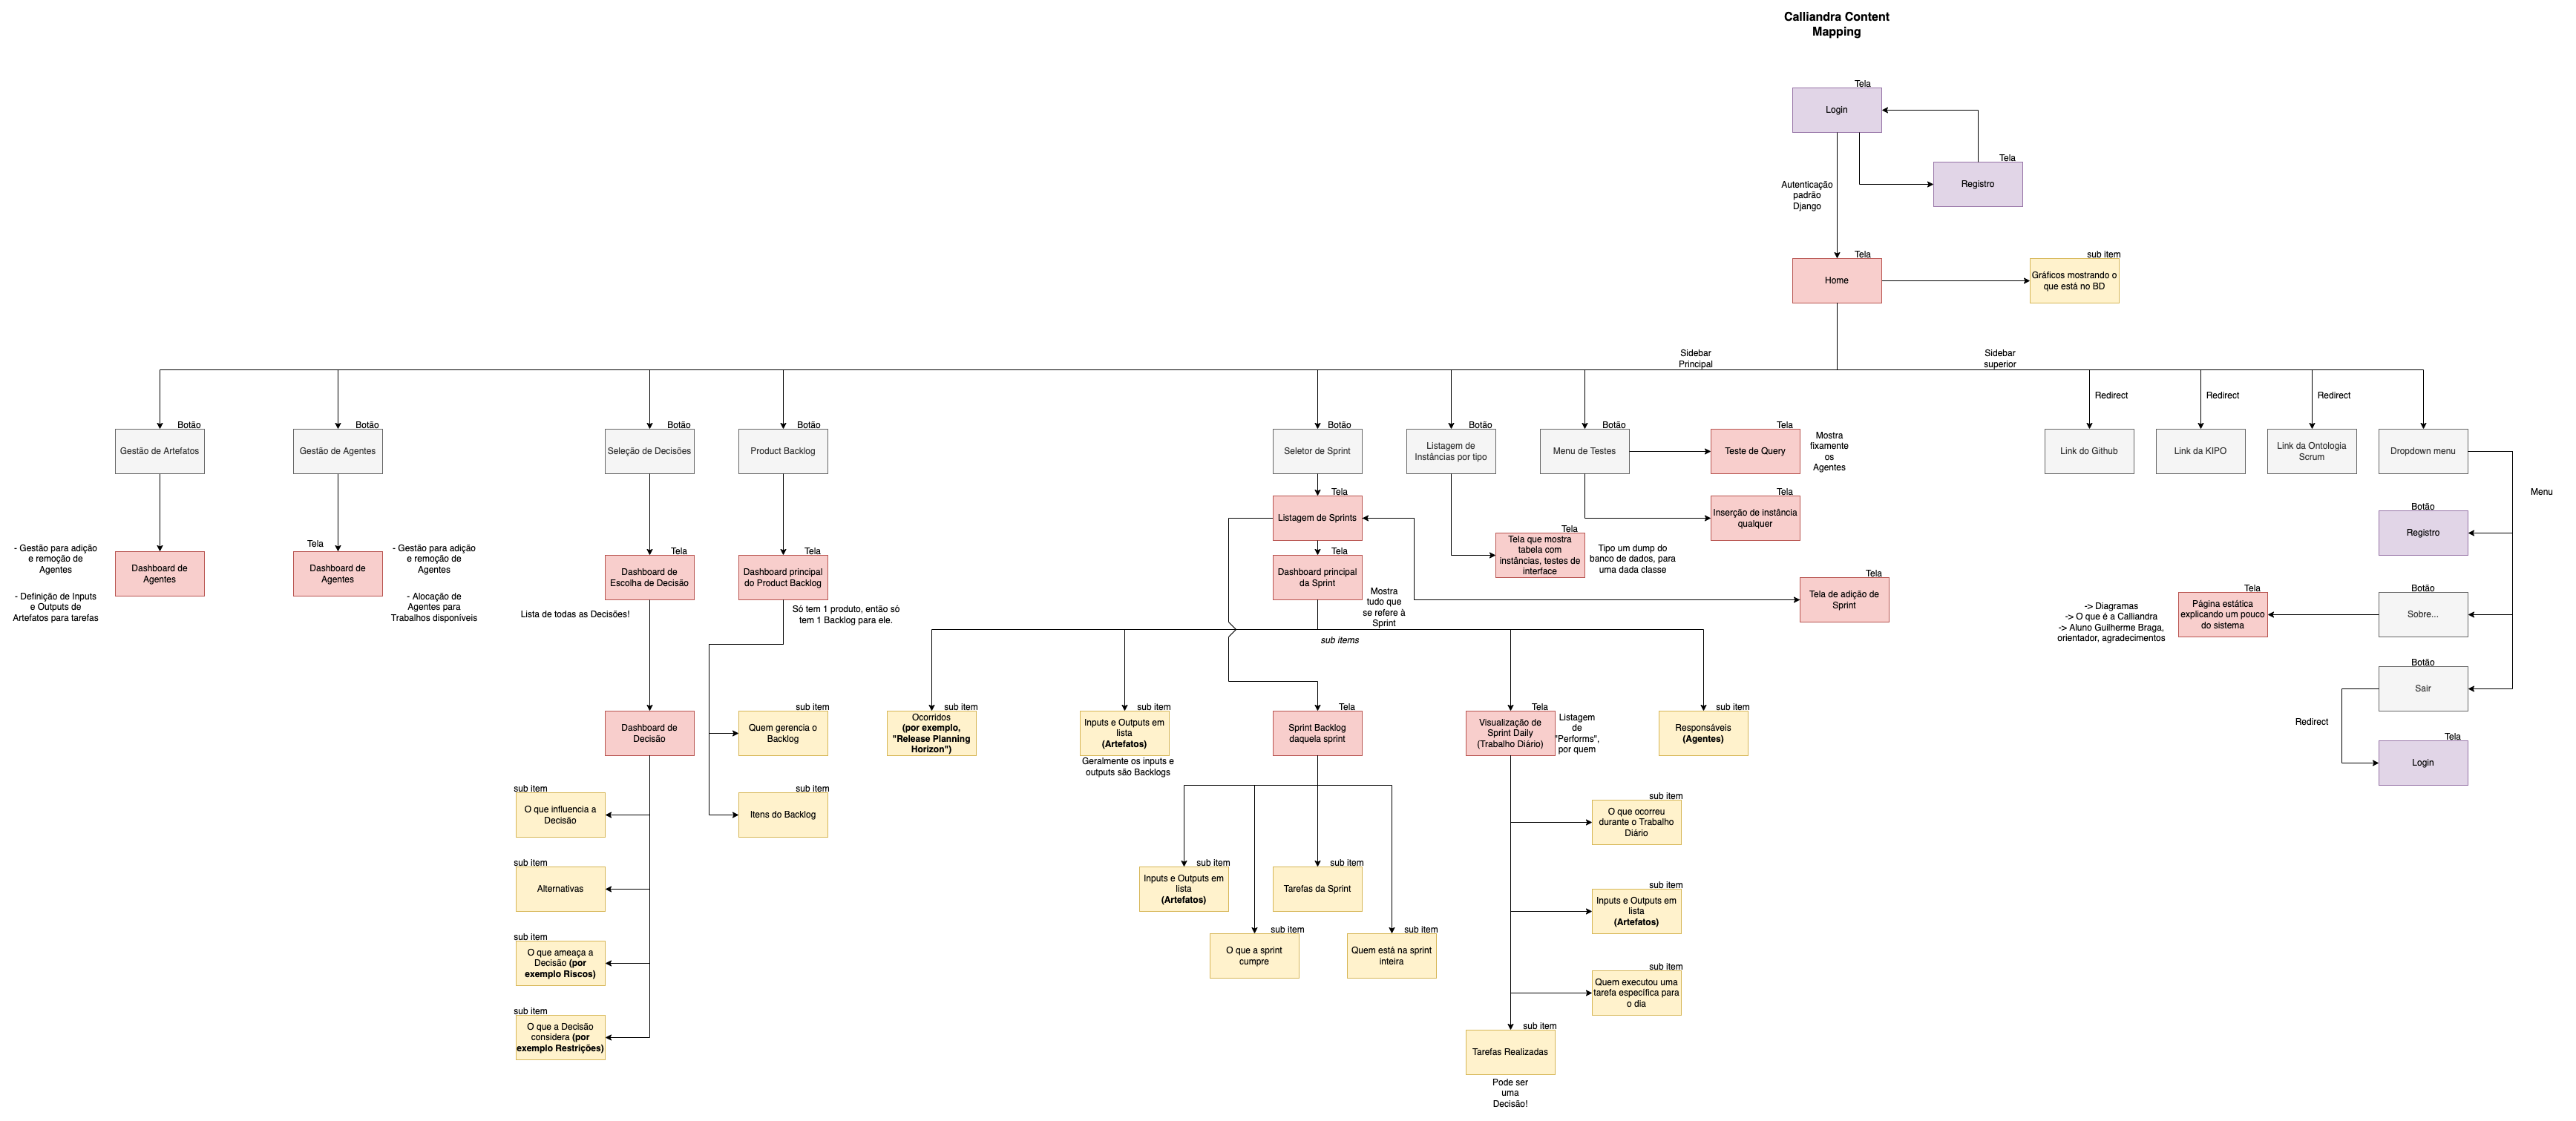 Calliandra Content
Mapping
Tela
Login
Tela
Registro
Autenticação
padrão
Django
Tela
Home
sub item
Gráficos mostrando o
que está no BD
Sidebar
Principal
Sidebar
superior
Redirect
Redirect
Redirect
Botão
Gestão de Artefatos
Botão
Gestão de Agentes
Botão
Seleção de Decisões
Botão
Product Backlog
Botão
Seletor de Sprint
Botão
Listagem de
Instâncias por tipo
Botão
Menu de Testes
Tela
Teste de Query
Mostra
fixamente
os
Agentes
Link do Github
Link da KIPO
Link da Ontologia
Scrum
Dropdown menu
Menu
Tela
Listagem de Sprints
Tela
Inserção de instância
qualquer
Botão
Registro
- Gestão para adição
e remoção de
Agentes
- Definição de Inputs
e Outputs de
Artefatos para tarefas
Dashboard de
Agentes
Tela
Dashboard de
Agentes
- Gestão para adição
e remoção de
Agentes
- Alocação de
Agentes para
Trabalhos disponíveis
Tela
Dashboard de
Escolha de Decisão
Lista de todas as Decisões!
Tela
Dashboard principal
do Product Backlog
Só tem 1 produto, então só
tem 1 Backlog para ele.
Tela
Dashboard principal
da Sprint
Mostra
tudo que
se refere à
Sprint
Tela
Tela que mostra
tabela com
instâncias, testes de
interface
Tipo um dump do
banco de dados, para
uma dada classe
Tela
Tela de adição de
Sprint
-> Diagramas
-> O que é a Calliandra
-> Aluno Guilherme Braga,
orientador, agradecimentos
Tela
Página estática
explicando um pouco
do sistema
Botão
Sobre...
sub items
Botão
Sair
Redirect
Tela
Login
Dashboard de
Decisão
sub item
Quem gerencia o
Backlog
sub item
Ocorridos
(por exemplo,
"Release Planning
Horizon")
sub item
Inputs e Outputs em
lista
(Artefatos)
Geralmente os inputs e
outputs são Backlogs
Tela
Sprint Backlog
daquela sprint
Tela
Visualização de
Sprint Daily
(Trabalho Diário)
Listagem
de
"Performs",
por quem
sub item
Responsáveis
(Agentes)
sub item
O que influencia a
Decisão
sub item
Itens do Backlog
sub item
O que ocorreu
durante o Trabalho
Diário
sub item
Alternativas
sub item
Inputs e Outputs em
lista
(Artefatos)
sub item
Tarefas da Sprint
sub item
Inputs e Outputs em
lista
(Artefatos)
sub item
O que a sprint
cumpre
sub item
Quem está na sprint
inteira
sub item
O que ameaça a
Decisão (por
exemplo Riscos)
sub item
Quem executou uma
tarefa específica para
o dia
sub item
O que a Decisão
considera (por
exemplo Restrições)
sub item
Tarefas Realizadas
Pode ser
uma
Decisão!